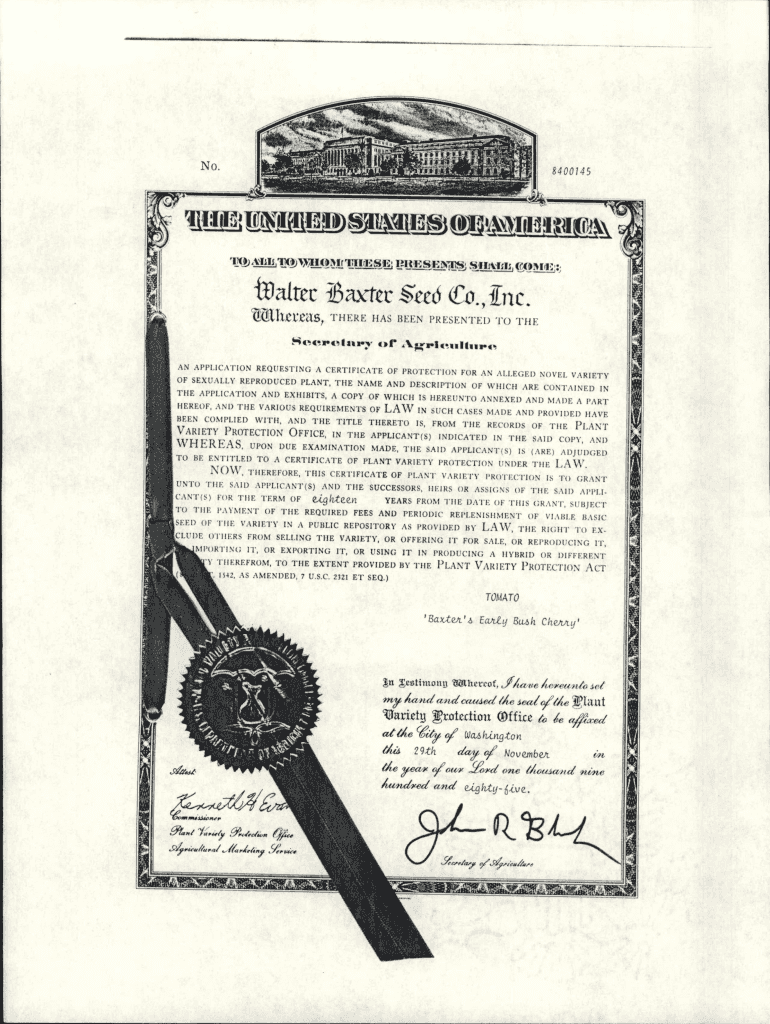 No.
8400145
THE UNITED STATES OF AMERICA
TO ALL TO WHOM THESE PRESENTS SHALL COME:
Walter Baxter Seed Co., Inc.
Whereas, THERE HAS BEEN PRESENTED TO THE
Secretary of Agriculture
AN APPLICATION REQUESTING A CERTIFICATE OF PROTECTION FOR AN ALLEGED NOVEL VARIETY
OF SEXUALLY REPRODUCED PLANT, THE NAME AND DESCRIPTION OF WHICH ARE CONTAINED IN
THE APPLICATION AND EXHIBITS, A COPY OF WHICH IS HEREUNTO ANNEXED AND MADE A PART
HEREOF, AND THE VARIOUS REQUIREMENTS OF LAW IN SUCH CASES MADE AND PROVIDED HAVE
BEEN COMPLIED WITH, AND THE TITLE THERETO IS, FROM THE RECORDS OF THE PLANT
VARIETY PROTECTION OFFICE, IN THE APPLICANT(S) INDICATED IN THE SAID COPY, AND
WHEREAS, UPON DUE EXAMINATION MADE, THE SAID APPLICANT(S) IS (ARE) ADJUDGED
TO BE ENTITLED TO A CERTIFICATE OF PLANT VARIETY PROTECTION UNDER THE LAW.
NOW, THEREFORE, THIS CERTIFICATE OF PLANT VARIETY PROTECTION IS TO GRANT
UNTO THE SAID APPLICANT(S) AND THE SUCCESSORS, HEIRS OR ASSIGNS OF THE SAID APPLI-
CANT(S) FOR THE TERM OF eighteen YEARS FROM THE DATE OF THIS GRANT, SUBJECT
TO THE PAYMENT OF THE REQUIRED FEES AND PERIODIC REPLENISHMENT OF VIABLE BASIC
SEED OF THE VARIETY IN A PUBLIC REPOSITORY AS PROVIDED BY LAW, THE RIGHT TO EX-
CLUDE OTHERS FROM SELLING THE VARIETY, OR OFFERING IT FOR SALE, OR REPRODUCING IT,
IMPORTING IT, OR EXPORTING IT, OR USING IT IN PRODUCING A HYBRID OR DIFFERENT
TY THEREFROM, TO THE EXTENT PROVIDED BY THE PLANT VARIETY PROTECTION ACT
T. 1542, AS AMENDED, 7 U.S.C. 2321 ET SEQ.)
TOMATO
'Baxter's Early Bush Cherry'
In Testimony Whereof, I have hereunto set
my hand and caused the seal of the Plant
Variety Protection Office to be affixed
at the City of Washington
this 29th day of November in
the year of our Lord one thousand nine
hundred and eighty-five.
Attest:
Kenneth H Evan
Commissioner
Plant Variety Protection Office
Agricultural Marketing Service
John R Block
Secretary of Agriculture